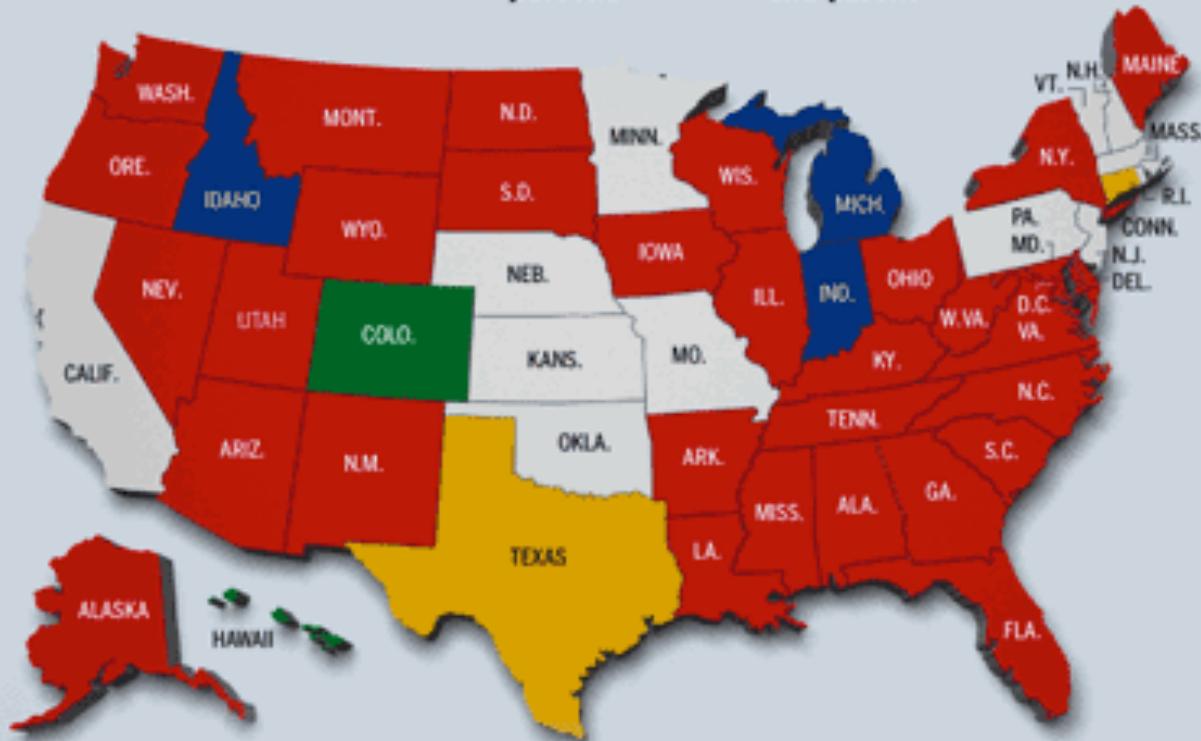 WASH.
MONT.
N.D.
MINN.
VT.
N.H.
MAINE
MASS
ORE.
IDAHO
S.D.
WIS.
MICH.
N.Y.
R.I.
CONN.
WYO.
IOWA
PA.
MD.
N.J.
DEL.
NEV.
UTAH
COLO.
NEB.
ILL.
IND.
OHIO
W.VA.
D.C.
VA.
CALIF.
KANS.
MO.
KY.
N.C.
ARIZ.
N.M.
OKLA.
ARK.
TENN.
S.C.
TEXAS
LA.
MISS.
ALA.
GA.
ALASKA
HAWAII
FLA.